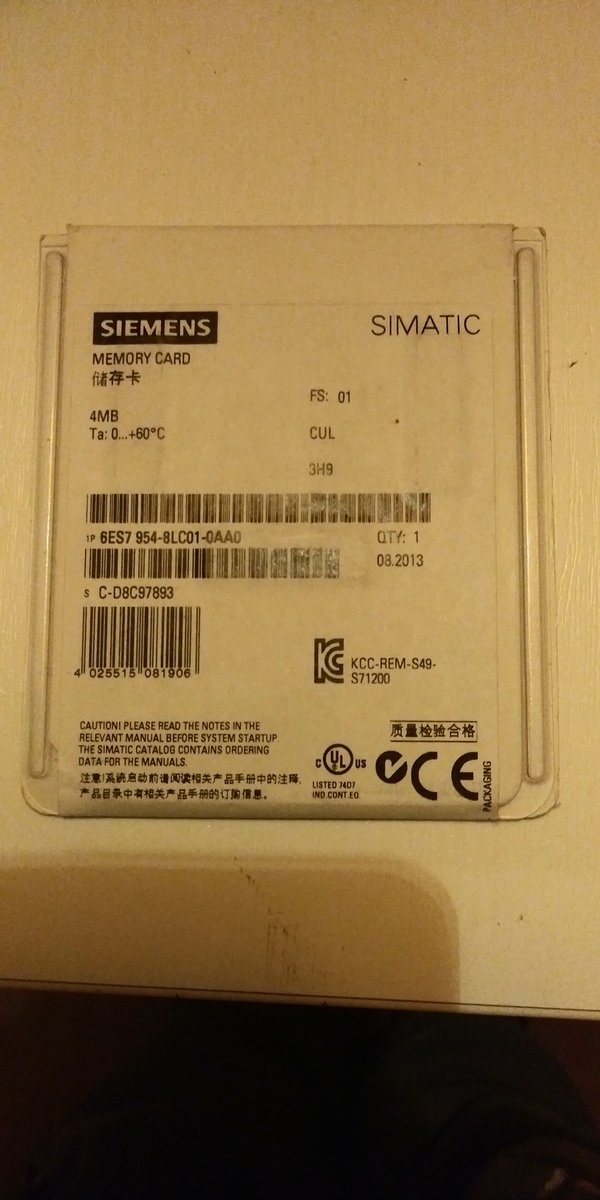 SIEMENS
SIMATIC
MEMORY CARD
储存卡
FS: 01
4MB
Ta: 0...+60°C
CUL
3H9
1P 6ES7 954-8LC01-0AA0
QTY: 1
08.2013
S C-D8C97893
4 025515 081906
KCC-REM-S49-
S71200
CAUTION! PLEASE READ THE NOTES IN THE
RELEVANT MANUAL BEFORE SYSTEM STARTUP.
THE SIMATIC CATALOG CONTAINS ORDERING
DATA FOR THE MANUALS.
注意!系统启动前请阅读相关产品手册中的注释,
产品目录中有相关产品手册的订购信息。
质量检验合格
C UL US
LISTED 74D7
IND.CONT.EQ.
CE
PACKAGING